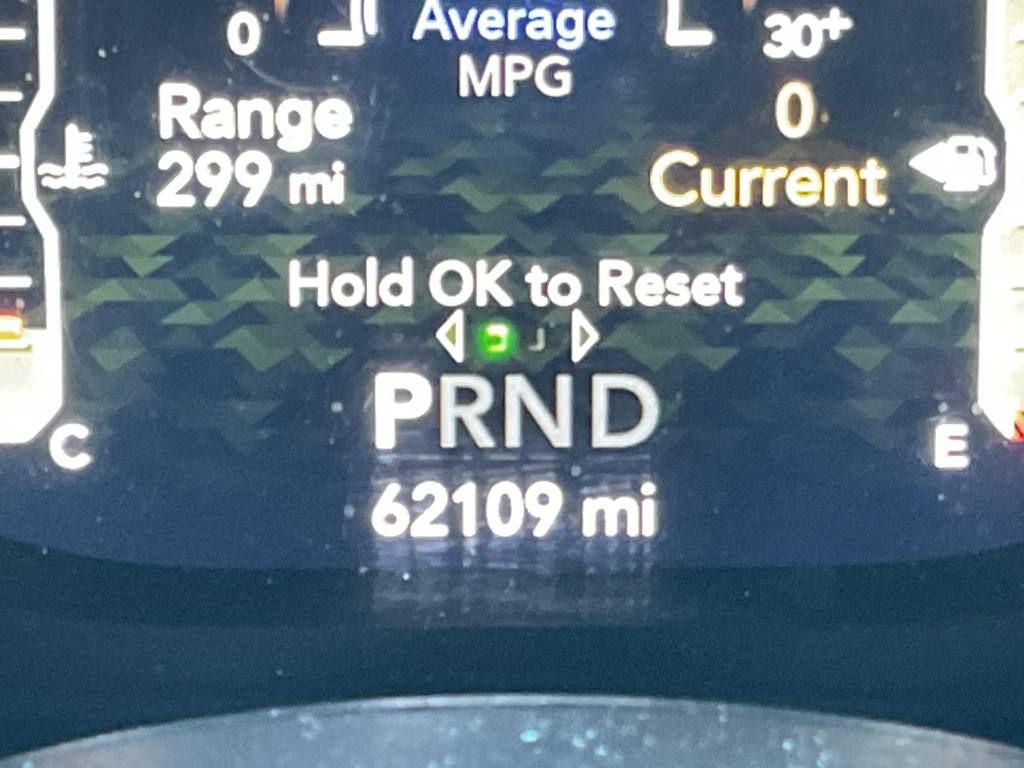 0
Average
30+
MPG
Range
0
299 mi
Current
Hold OK to Reset
PRND
C
E
62109 mi